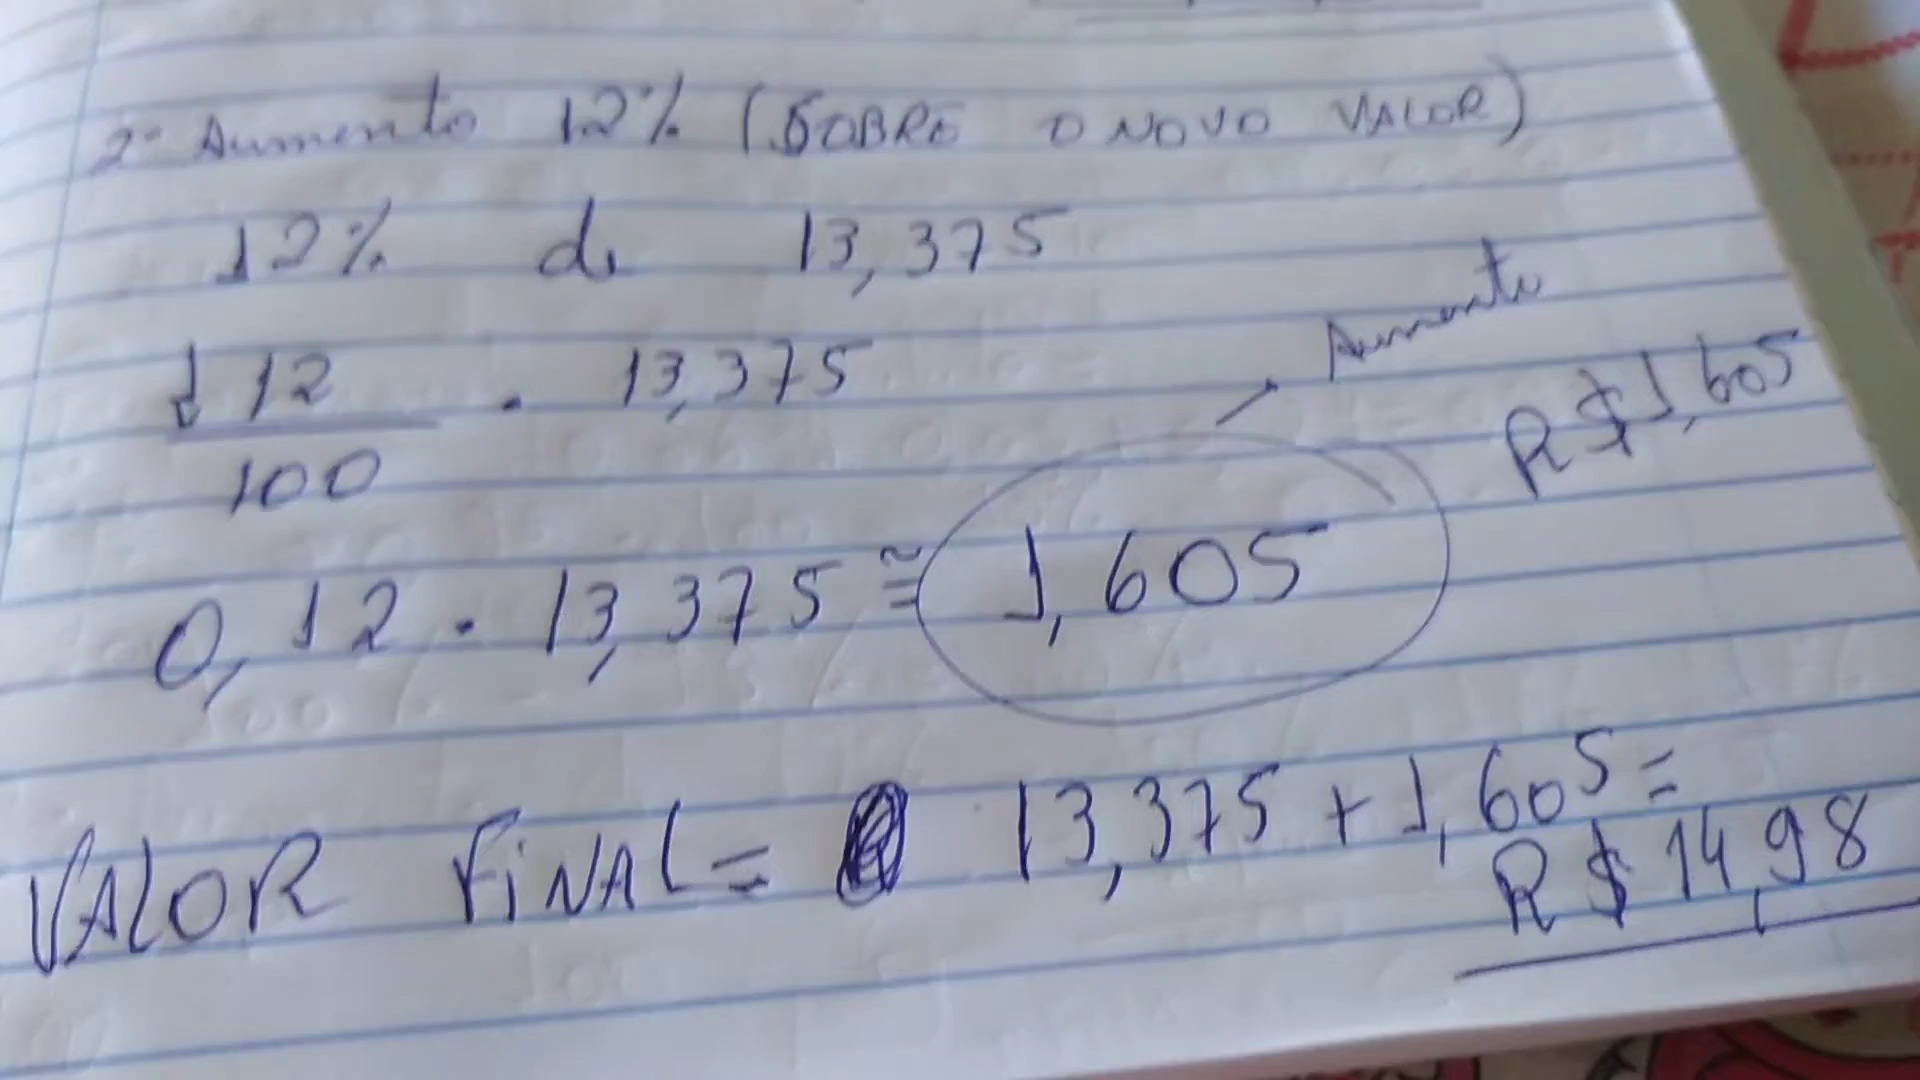 2º Aumento 12% (SOBRE O NOVO VALOR)
12% de 13,375
Aumento
R$1,605
12 . 13,375
100
0,12 . 13,375 ≅ 1,605
VALOR FiNAL = 13,375 + 1,605 =
R$ 14,98